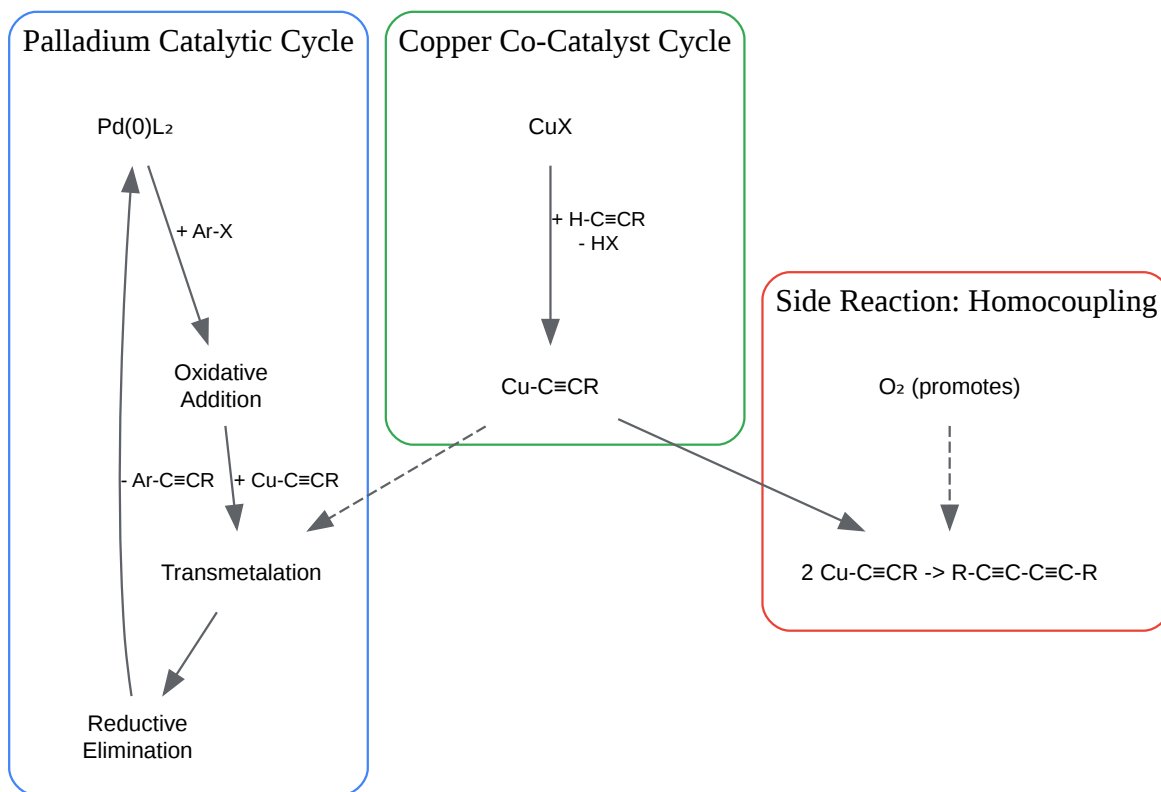 Palladium Catalytic Cycle
Pd(0)L₂
+ Ar-X
Oxidative
Addition
- Ar-C≡CR
+ Cu-C≡CR
Transmetalation
Reductive
Elimination
Copper Co-Catalyst Cycle
CuX
+ H-C≡CR
- HX
Cu-C≡CR
Side Reaction: Homocoupling
O₂ (promotes)
2 Cu-C≡CR -> R-C≡C-C≡C-R